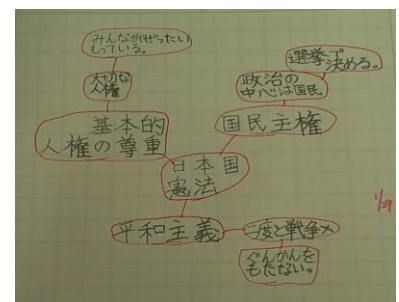 みんながぜったい
もっている。
大切な
人権
基本的
人権の尊重
選挙で
決める。
政治の
中心は国民
国民主権
日本国
憲法
平和主義
二度と戦争×
ぐんかんを
もたない。
1/29